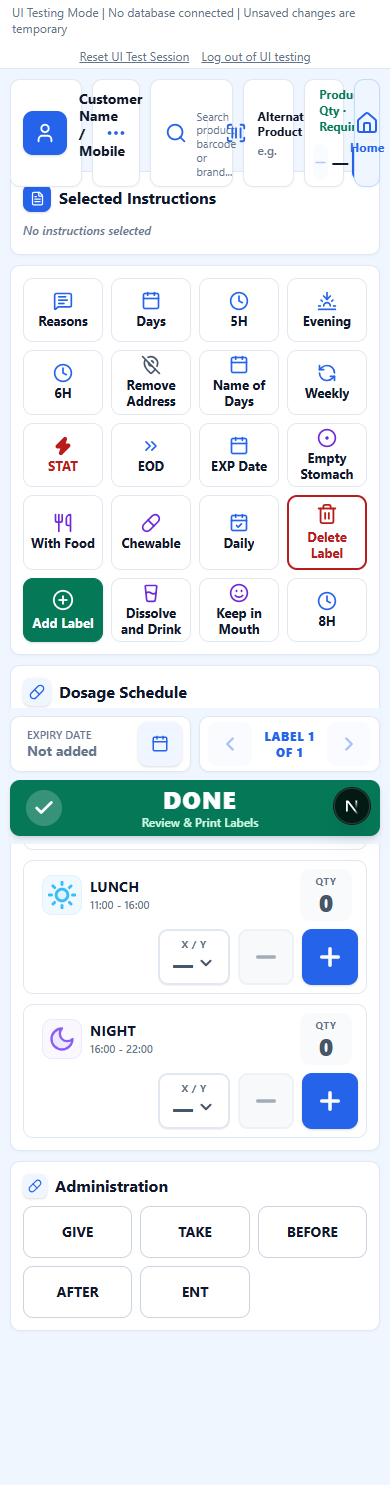 UI Testing Mode | No database connected | Unsaved changes are
temporary
Reset UI Test Session Log out of UI testing
Customer
Name
/
Mobile
Search
product,
barcode
or
brand...
Alternat
Product
e.g.
Produ
Qty ·
Requir
Home
Selected Instructions
No instructions selected
Reasons Days 5H Evening
6H Remove
Address Name of
Days Weekly
STAT EOD EXP Date Empty
Stomach
With Food Chewable Daily Delete
Label
Add Label Dissolve
and Drink Keep in
Mouth 8H
Dosage Schedule
EXPIRY DATE
Not added
LABEL 1
OF 1
DONE
Review & Print Labels
N
LUNCH
11:00 - 16:00
QTY
0
X / Y
—
NIGHT
16:00 - 22:00
QTY
0
X / Y
—
Administration
GIVE TAKE BEFORE
AFTER ENT